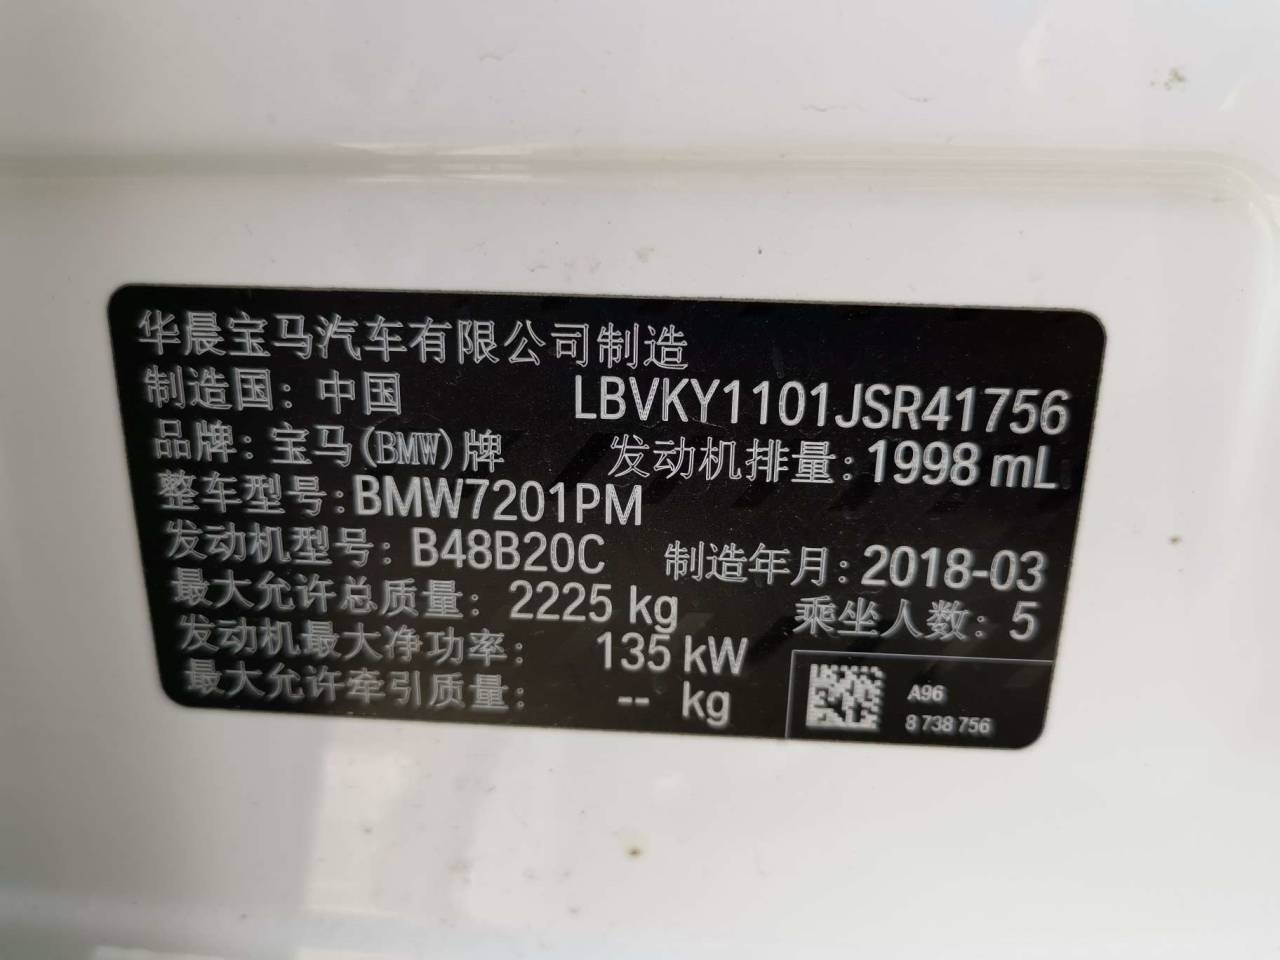 华晨宝马汽车有限公司制造
制造国：中国 LBVKY1101JSR41756
品牌：宝马(BMW)牌 发动机排量：1998 mL
整车型号：BMW7201PM
发动机型号：B48B20C 制造年月：2018-03
最大允许总质量：2225 kg 乘坐人数：5
发动机最大净功率：135 kW
最大允许牵引质量：-- kg
A96
8 738 756